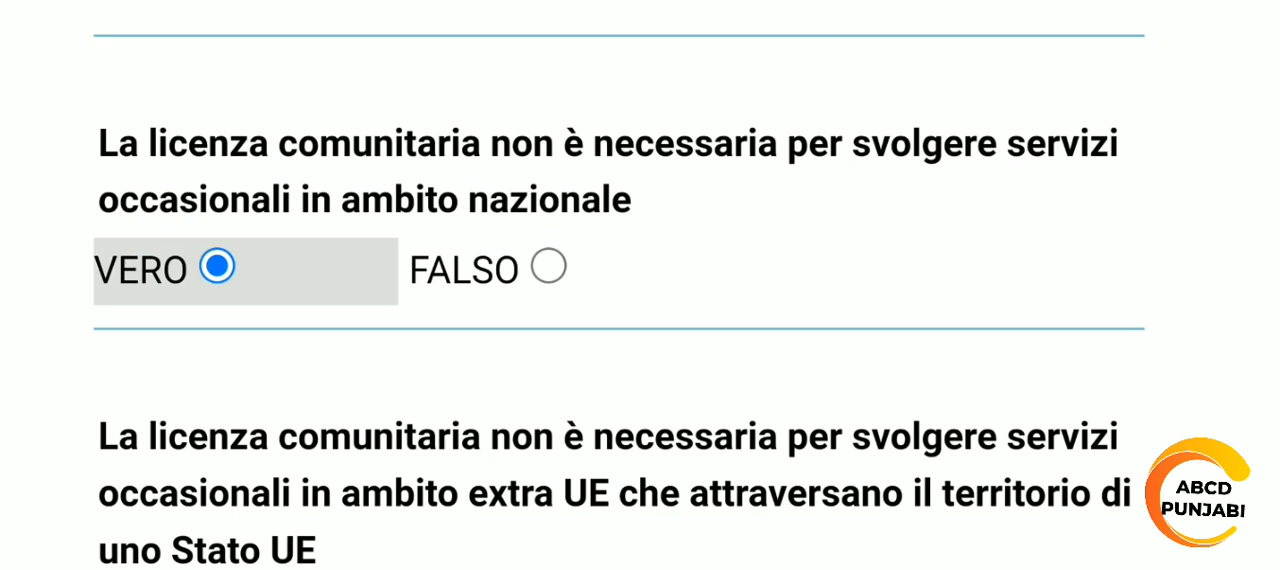 La licenza comunitaria non è necessaria per svolgere servizi
occasionali in ambito nazionale
VERO FALSO
La licenza comunitaria non è necessaria per svolgere servizi
occasionali in ambito extra UE che attraversano il territorio di
uno Stato UE
ABCD
PUNJABI